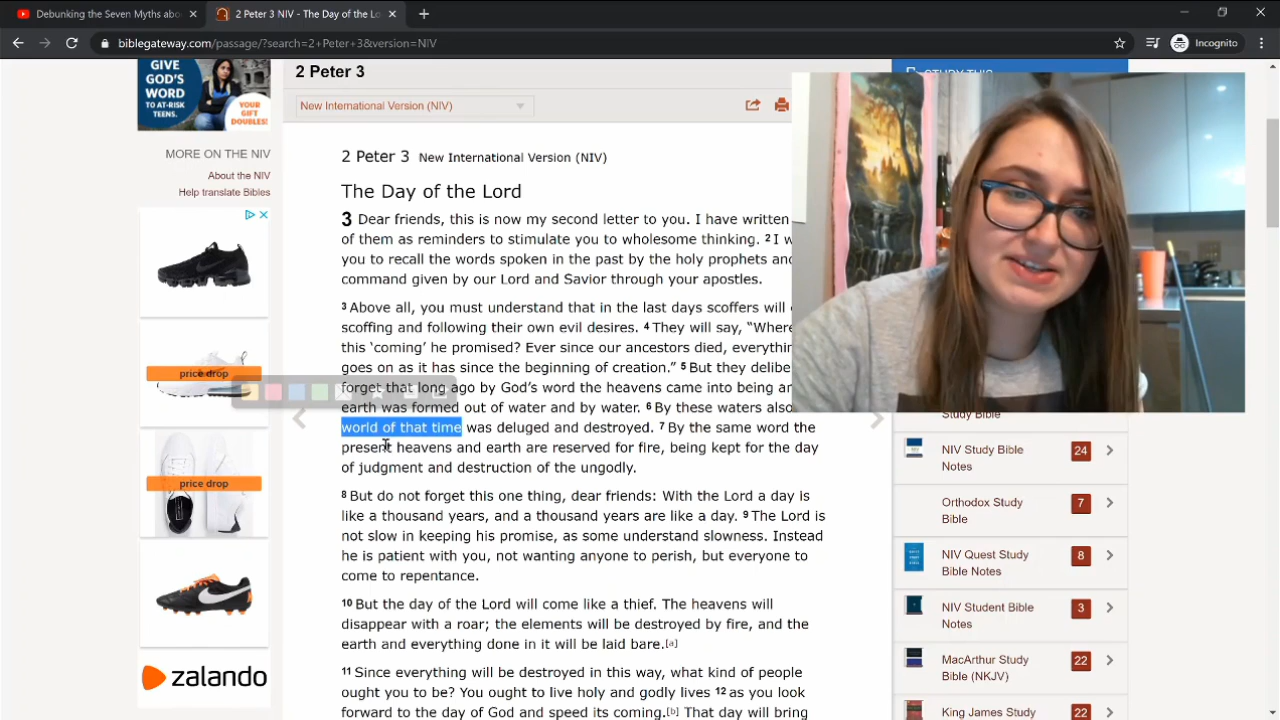 Debunking the Seven Myths abo
2 Peter 3 NIV - The Day of the Lo
biblegateway.com/passage/?search=2+Peter+3&version=NIV
Incognito
GIVE
GOD'S
WORD
TO AT-RISK
TEENS.
YOUR
GIFT
DOUBLES!
MORE ON THE NIV
About the NIV
Help translate Bibles
price drop
price drop
zalando
2 Peter 3
New International Version (NIV)
2 Peter 3 New International Version (NIV)
The Day of the Lord
3 Dear friends, this is now my second letter to you. I have written
of them as reminders to stimulate you to wholesome thinking. 2 I w
you to recall the words spoken in the past by the holy prophets and
command given by our Lord and Savior through your apostles.
3 Above all, you must understand that in the last days scoffers will
scoffing and following their own evil desires. 4 They will say, “Where
this ‘coming’ he promised? Ever since our ancestors died, everythin
goes on as it has since the beginning of creation.” 5 But they delibe
forget that long ago by God’s word the heavens came into being an
earth was formed out of water and by water. 6 By these waters also
world of that time was deluged and destroyed. 7 By the same word the
present heavens and earth are reserved for fire, being kept for the day
of judgment and destruction of the ungodly.
8 But do not forget this one thing, dear friends: With the Lord a day is
like a thousand years, and a thousand years are like a day. 9 The Lord is
not slow in keeping his promise, as some understand slowness. Instead
he is patient with you, not wanting anyone to perish, but everyone to
come to repentance.
10 But the day of the Lord will come like a thief. The heavens will
disappear with a roar; the elements will be destroyed by fire, and the
earth and everything done in it will be laid bare.[a]
11 Since everything will be destroyed in this way, what kind of people
ought you to be? You ought to live holy and godly lives 12 as you look
forward to the day of God and speed its coming.[b] That day will bring
STUDY THIS
Study Bible
NIV Study Bible
Notes
24
Orthodox Study
Bible
7
NIV Quest Study
Bible Notes
8
NIV Student Bible
Notes
3
MacArthur Study
Bible (NKJV)
22
King James Study
22